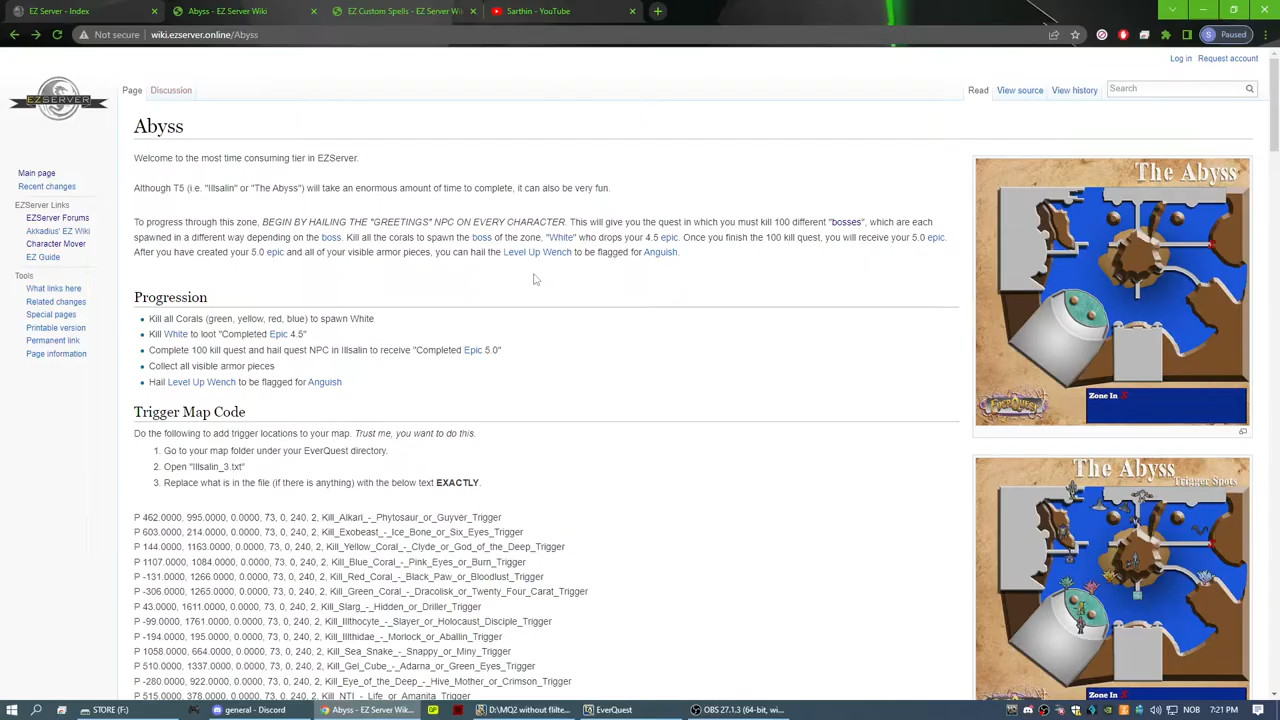 EZ Server - Index
Abyss - EZ Server Wiki
EZ Custom Spells - EZ Server Wi
Sarthin - YouTube
Not secure
wiki.ezserver.online/Abyss
Paused
Log in
Request account
EZSERVER
Page
Discussion
Read
View source
View history
Search
Abyss
Welcome to the most time consuming tier in EZServer.
Although T5 (i.e. "Illsalin" or "The Abyss") will take an enormous amount of time to complete, it can also be very fun.
To progress through this zone, BEGIN BY HAILING THE "GREETINGS" NPC ON EVERY CHARACTER. This will give you the quest in which you must kill 100 different "bosses", which are each
spawned in a different way depending on the boss. Kill all the corals to spawn the boss of the zone, "White" who drops your 4.5 epic. Once you finish the 100 kill quest, you will receive your 5.0 epic.
After you have created your 5.0 epic and all of your visible armor pieces, you can hail the Level Up Wench to be flagged for Anguish.
Main page
Recent changes
EZServer Links
EZServer Forums
Akkadius' EZ Wiki
Character Mover
EZ Guide
Tools
What links here
Related changes
Special pages
Printable version
Permanent link
Page information
Progression
Kill all Corals (green, yellow, red, blue) to spawn White
Kill White to loot "Completed Epic 4.5"
Complete 100 kill quest and hail quest NPC in Illsalin to receive "Completed Epic 5.0"
Collect all visible armor pieces
Hail Level Up Wench to be flagged for Anguish
Trigger Map Code
Do the following to add trigger locations to your map. Trust me, you want to do this.
1. Go to your map folder under your EverQuest directory.
2. Open "Illsalin_3.txt"
3. Replace what is in the file (if there is anything) with the below text EXACTLY.
P 462.0000, 995.0000, 0.0000, 73, 0, 240, 2, Kill_Alkari_-_Phytosaur_or_Guyver_Trigger
P 603.0000, 214.0000, 0.0000, 73, 0, 240, 2, Kill_Exobeast_-_Ice_Bone_or_Six_Eyes_Trigger
P 144.0000, 1163.0000, 0.0000, 73, 0, 240, 2, Kill_Yellow_Coral_-_Clyde_or_God_of_the_Deep_Trigger
P 1107.0000, 1084.0000, 0.0000, 73, 0, 240, 2, Kill_Blue_Coral_-_Pink_Eyes_or_Burn_Trigger
P -131.0000, 1266.0000, 0.0000, 73, 0, 240, 2, Kill_Red_Coral_-_Black_Paw_or_Bloodlust_Trigger
P -306.0000, 1265.0000, 0.0000, 73, 0, 240, 2, Kill_Green_Coral_-_Dracolisk_or_Twenty_Four_Carat_Trigger
P 43.0000, 1611.0000, 0.0000, 73, 0, 240, 2, Kill_Slarg_-_Hidden_or_Driller_Trigger
P -99.0000, 1761.0000, 0.0000, 73, 0, 240, 2, Kill_Illthocyte_-_Slayer_or_Holocaust_Disciple_Trigger
P -194.0000, 195.0000, 0.0000, 73, 0, 240, 2, Kill_Illthidae_-_Morlock_or_Aballin_Trigger
P 1058.0000, 664.0000, 0.0000, 73, 0, 240, 2, Kill_Sea_Snake_-_Snappy_or_Miny_Trigger
P 510.0000, 1337.0000, 0.0000, 73, 0, 240, 2, Kill_Gel_Cube_-_Adarna_or_Green_Eyes_Trigger
P -280.0000, 922.0000, 0.0000, 73, 0, 240, 2, Kill_Eye_of_the_Deep_-_Hive_Mother_or_Crimson_Trigger
P 515.0000, 378.0000, 0.0000, 73, 0, 240, 2, Kill_NTI_-_Life_or_Amanita_Trigger
The Abyss
EverQuest
Zone In X
The Abyss
Trigger Spots
Zone In X
STORE (F:)
general - Discord
Abyss - EZ Server Wik...
GF
D:\MQ2 without filte...
EverQuest
OBS 27.1.3 (64-bit, wi...
NOB
7:21 PM